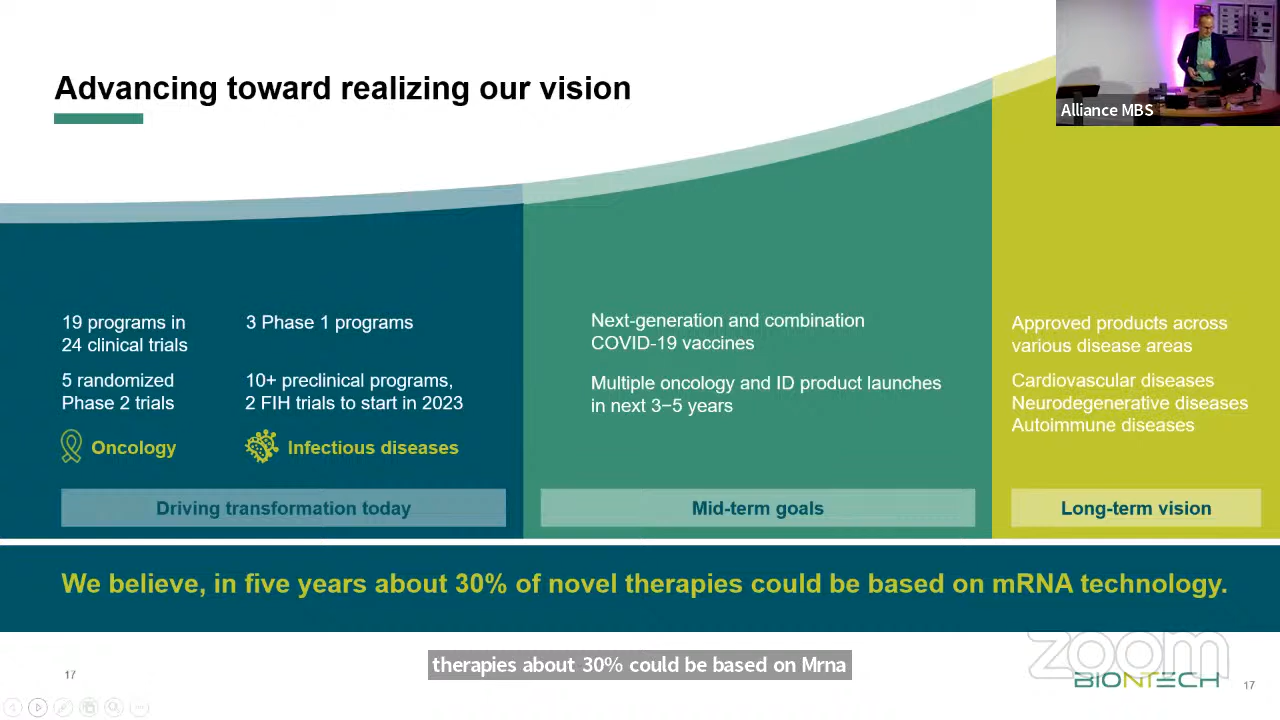 Advancing toward realizing our vision
Alliance MBS
19 programs in
24 clinical trials
5 randomized
Phase 2 trials
Oncology
3 Phase 1 programs
10+ preclinical programs,
2 FIH trials to start in 2023
Infectious diseases
Driving transformation today
Next-generation and combination
COVID-19 vaccines
Multiple oncology and ID product launches
in next 3−5 years
Mid-term goals
Approved products across
various disease areas
Cardiovascular diseases
Neurodegenerative diseases
Autoimmune diseases
Long-term vision
We believe, in five years about 30% of novel therapies could be based on mRNA technology.
therapies about 30% could be based on Mrna
17
zoom
BIONTECH
17